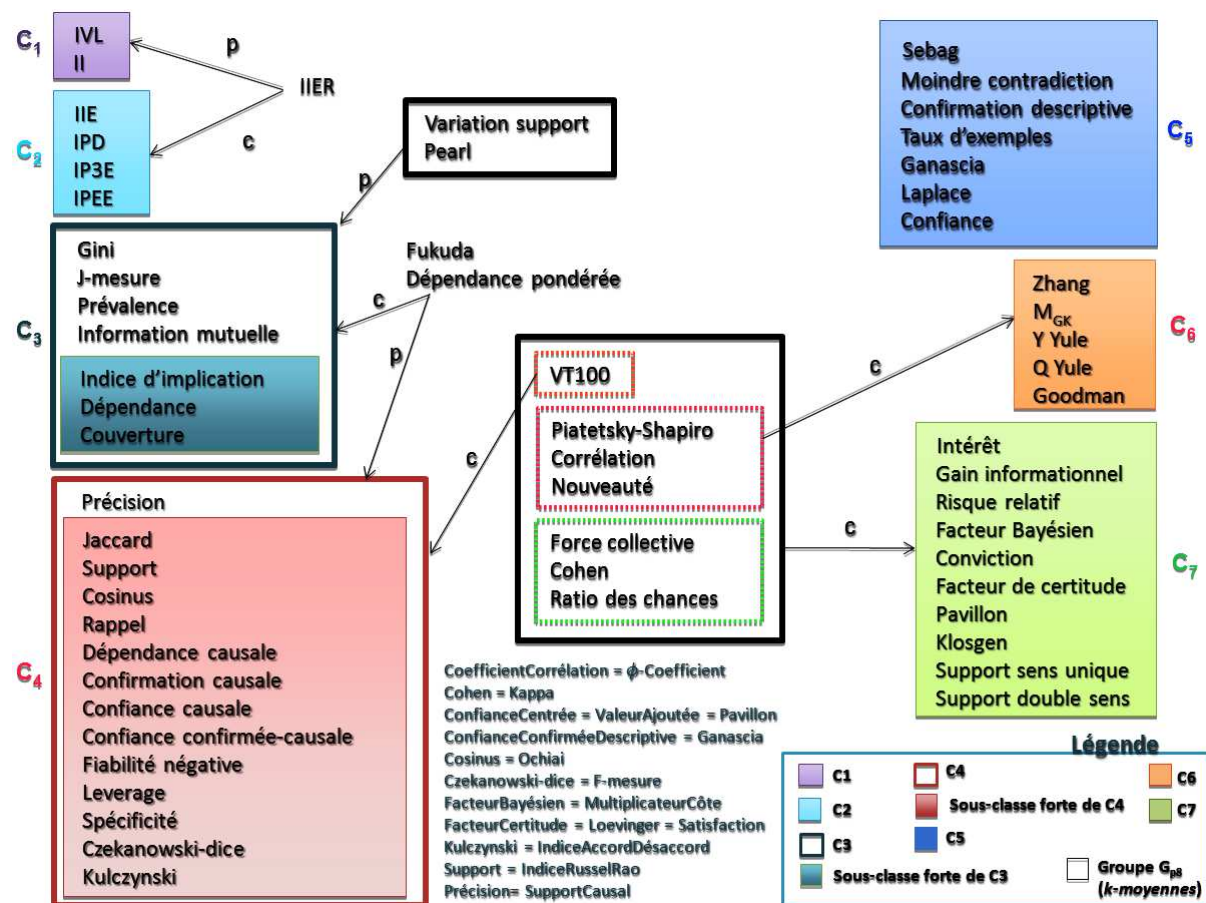 C1
IVL
II
p
IIER
c
C2
IIE
IPD
IP3E
IPEE
Variation support
Pearl
p
C3
Gini
J-mesure
Prévalence
Information mutuelle
Indice d'implication
Dépendance
Couverture
Fukuda
Dépendance pondérée
c
p
C4
Précision
Jaccard
Support
Cosinus
Rappel
Dépendance causale
Confirmation causale
Confiance causale
Confiance confirmée-causale
Fiabilité négative
Leverage
Spécificité
Czekanowski-dice
Kulczynski
VT100
Piatetsky-Shapiro
Corrélation
Nouveauté
Force collective
Cohen
Ratio des chances
c
c
c
Sebag
Moindre contradiction
Confirmation descriptive
Taux d'exemples
Ganascia
Laplace
Confiance
C5
Zhang
MGK
Y Yule
Q Yule
Goodman
C6
Intérêt
Gain informationnel
Risque relatif
Facteur Bayésien
Conviction
Facteur de certitude
Pavillon
Klosgen
Support sens unique
Support double sens
C7
CoefficientCorrélation = ϕ-Coefficient
Cohen = Kappa
ConfianceCentrée = ValeurAjoutée = Pavillon
ConfianceConfirméeDescriptive = Ganascia
Cosinus = Ochiai
Czekanowski-dice = F-mesure
FacteurBayésien = MultiplicateurCôte
FacteurCertitude = Loevinger = Satisfaction
Kulczynski = IndiceAccordDésaccord
Support = IndiceRusselRao
Précision= SupportCausal
Légende
C1
C2
C3
Sous-classe forte de C3
C4
Sous-classe forte de C4
C5
C6
C7
Groupe Gp8
(k-moyennes)